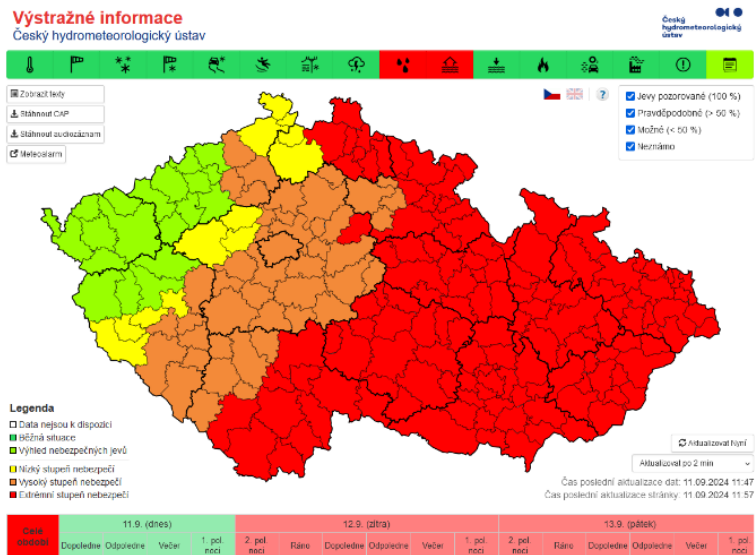 Výstražné informace
Český hydrometeorologický ústav
Český
hydrometeorologický
ústav
Zobrazit texty
Stáhnout CAP
Stáhnout audiozáznam
Meteoalarm
?
Jevy pozorované (100 %)
Pravděpodobné (> 50 %)
Možné (< 50 %)
Neznámo
Legenda
Data nejsou k dispozici
Běžná situace
Výhled nebezpečných jevů
Nízký stupeň nebezpečí
Vysoký stupeň nebezpečí
Extrémní stupeň nebezpečí
Aktualizovat Nyní
Aktualizovat po 2 min
Čas poslední aktualizace dat: 11.09.2024 11:47
Čas poslední aktualizace stránky: 11.09.2024 11:57
Celé období
11.9. (dnes) 12.9. (zítra) 13.9. (pátek)
Dopoledne Odpoledne Večer 1. pol. noci 2. pol. noci Ráno Dopoledne Odpoledne Večer 1. pol. noci 2. pol. noci Ráno Dopoledne Odpoledne Večer 1. pol. noci